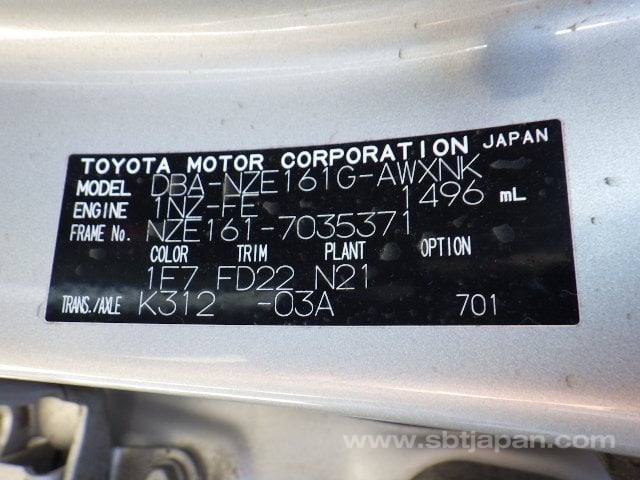 TOYOTA MOTOR CORPORATION JAPAN
MODEL DBA-NZE161G-AWXNK
ENGINE 1NZ-FE 1496 mL
FRAME No. NZE161-7035371
COLOR TRIM PLANT OPTION
1E7 FD22 N21
TRANS./AXLE K312 -03A 701
www.sbtjapan.com